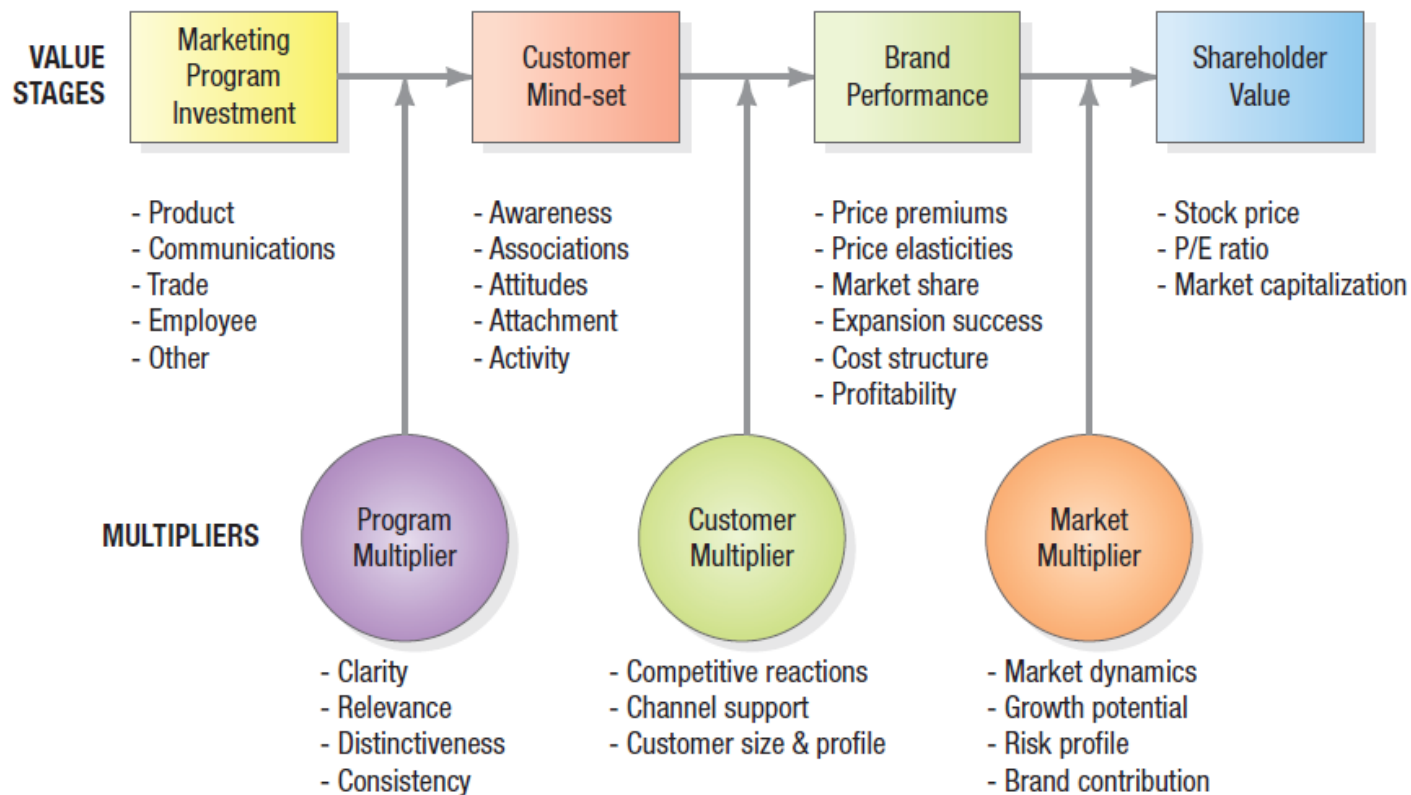 VALUE
STAGES
Marketing
Program
Investment
Customer
Mind-set
Brand
Performance
Shareholder
Value
- Product
- Communications
- Trade
- Employee
- Other
- Awareness
- Associations
- Attitudes
- Attachment
- Activity
- Price premiums
- Price elasticities
- Market share
- Expansion success
- Cost structure
- Profitability
- Stock price
- P/E ratio
- Market capitalization
MULTIPLIERS
Program
Multiplier
Customer
Multiplier
Market
Multiplier
- Clarity
- Relevance
- Distinctiveness
- Consistency
- Competitive reactions
- Channel support
- Customer size & profile
- Market dynamics
- Growth potential
- Risk profile
- Brand contribution